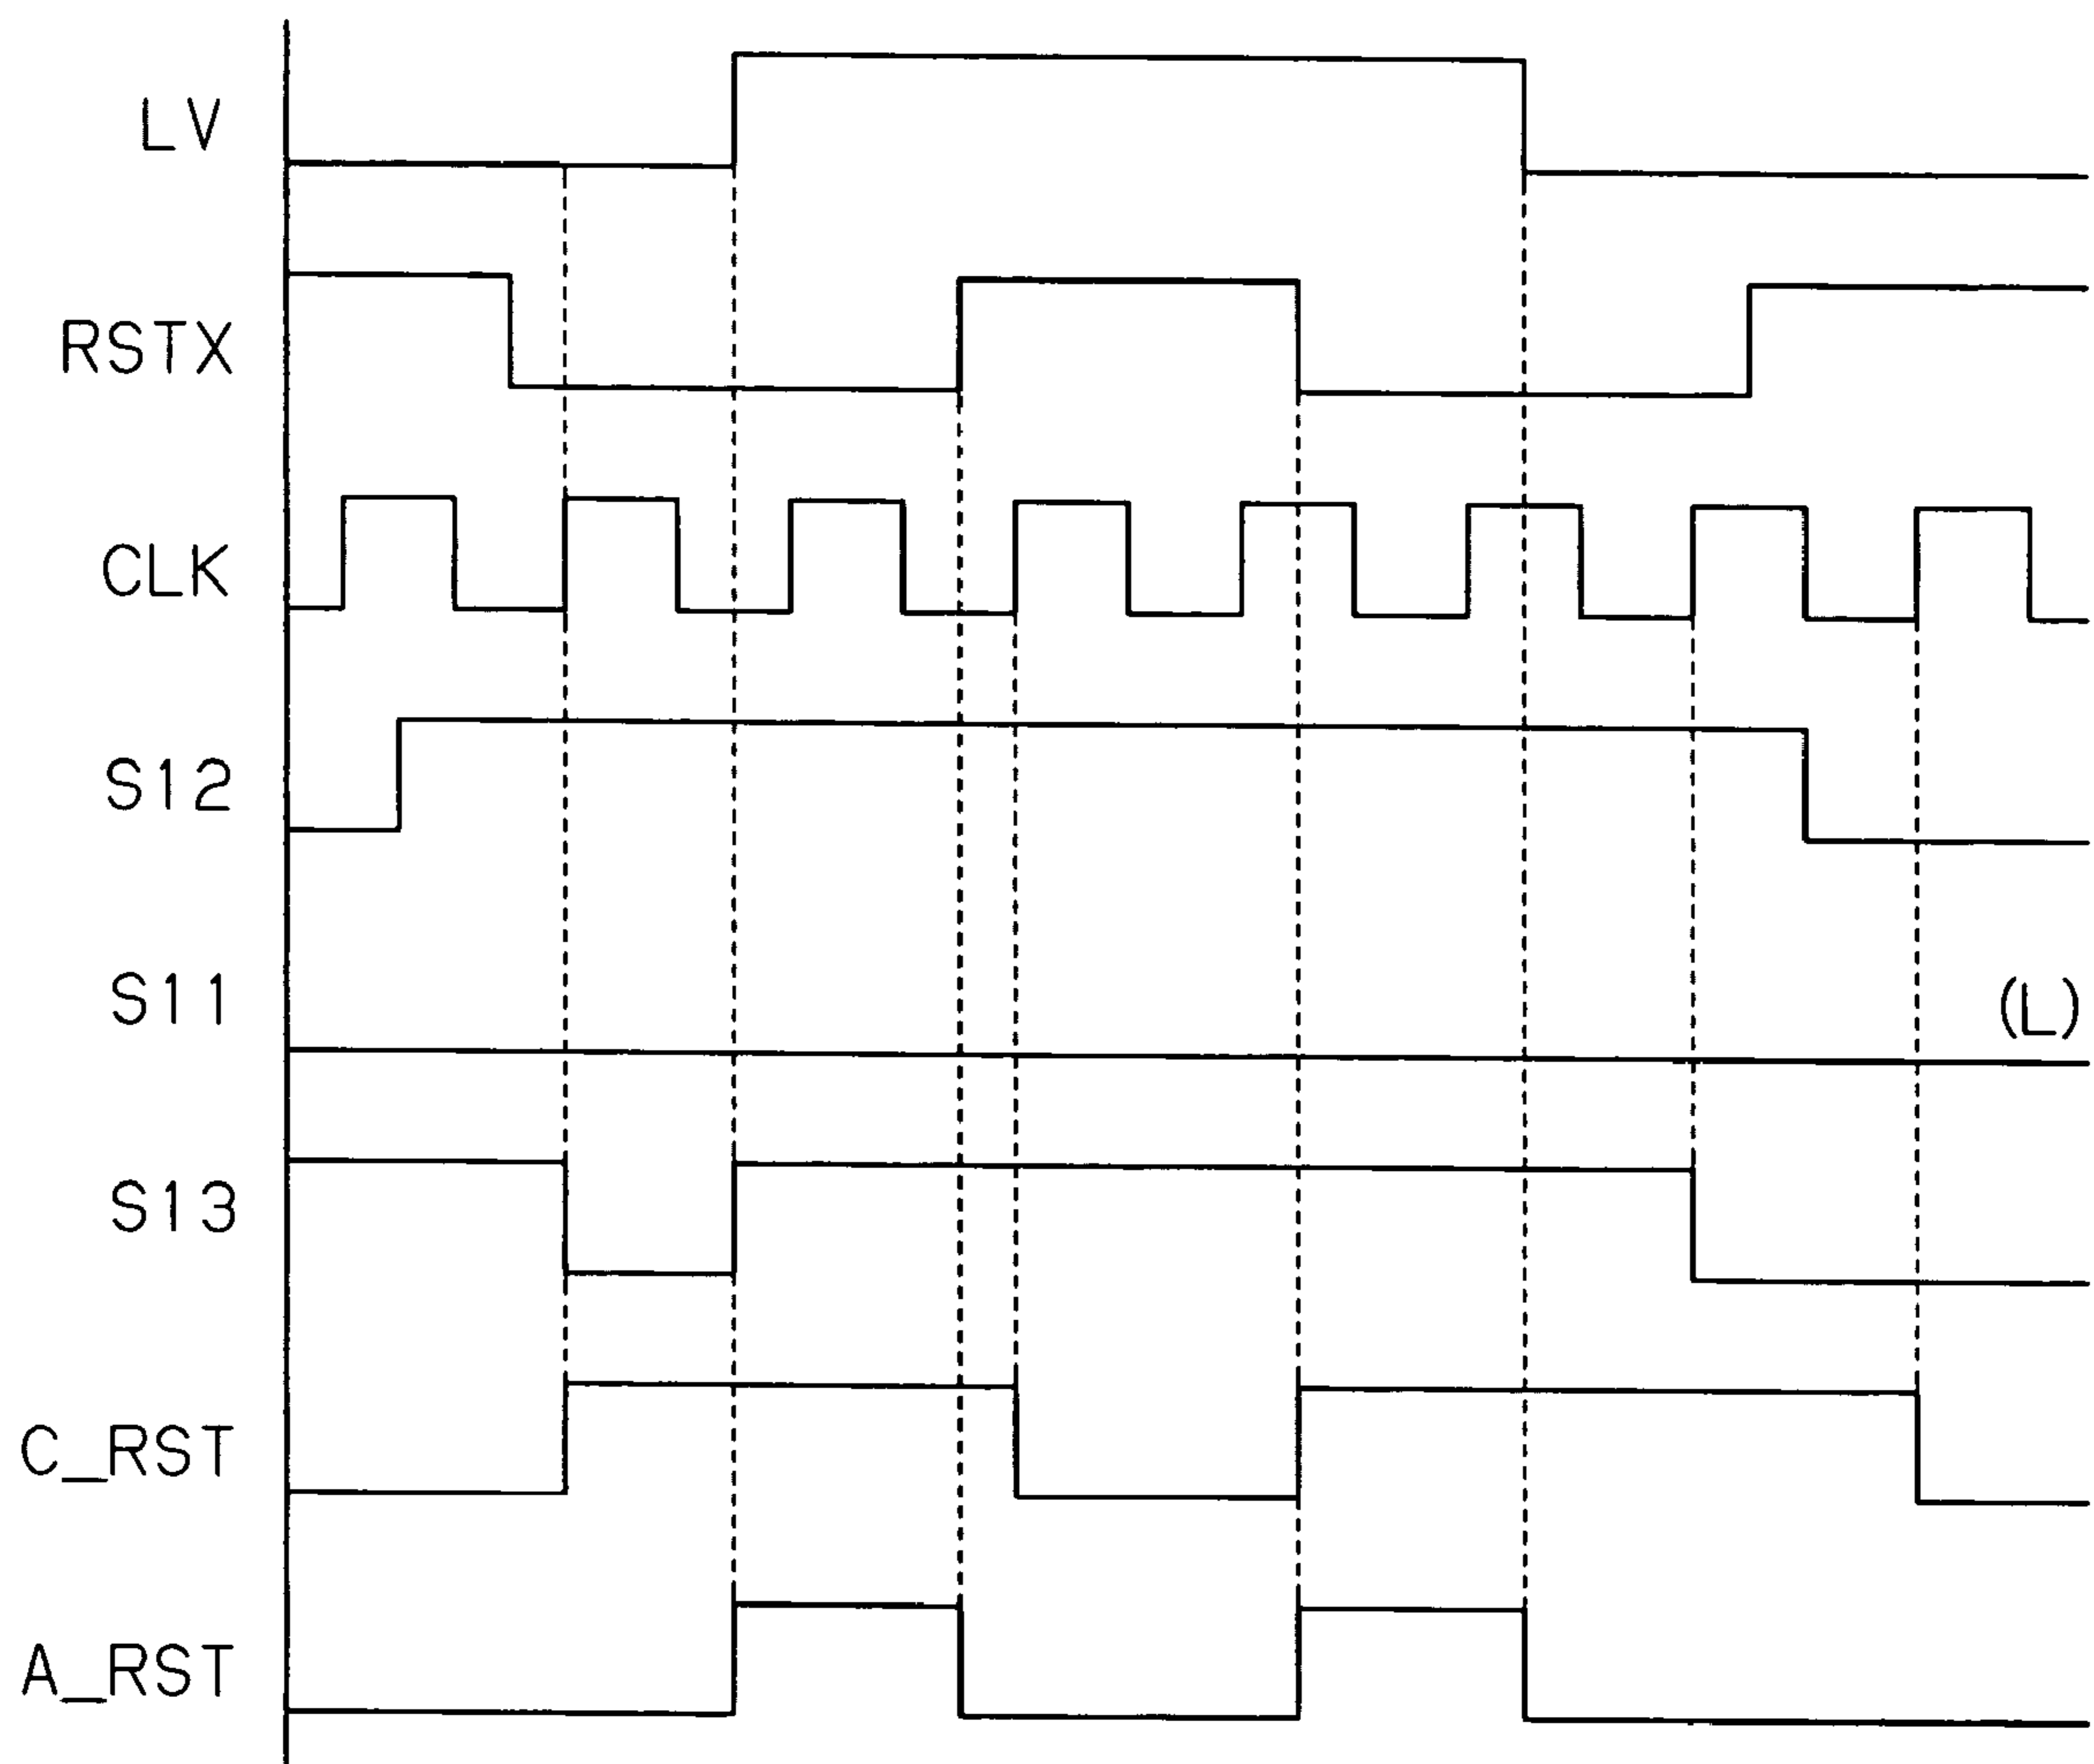 LV
RSTX
CLK
S12
S11
(L)
S13
C_RST
A_RST